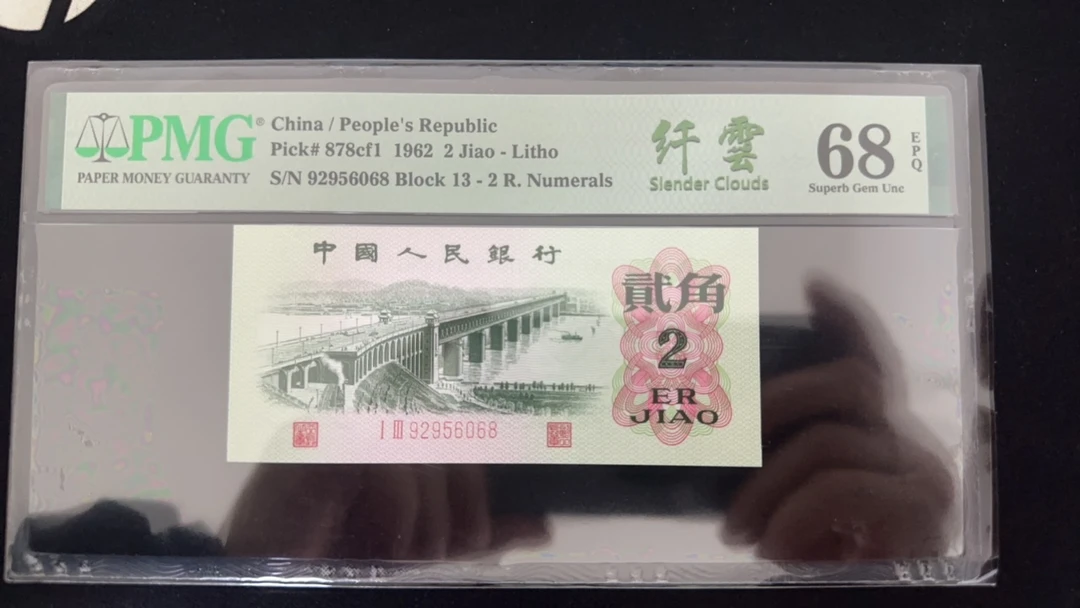 PMG®
PAPER MONEY GUARANTY
China / People's Republic
Pick# 878cf1 1962 2 Jiao - Litho
S/N 92956068 Block 13 - 2 R. Numerals
纤雲
Slender Clouds
68
EPQ
Superb Gem Unc
中國人民銀行
貳角
2
ER
JIAO
I III 92956068